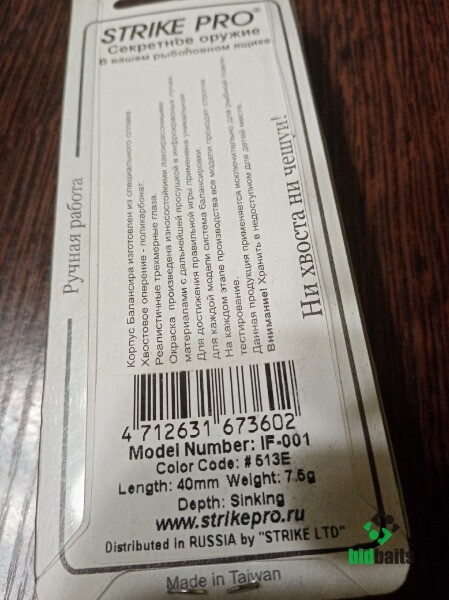 STRIKE PRO®
Секретное оружие
В вашем рыболовном ящике
Ручная работа
Корпус Балансира изготовлен из специального сплава
Хвостовое оперение - поликарбонат.
Реалистичные трехмерные глаза.
Окраска произведена износостойкими лакокрасочными
материалами с дальнейшей просушкой в инфрокрасных лучах.
Для достижения правильной игры применена уникальная
для каждой модели система балансировки.
На каждом этапе производства все модели проходят строгое
тестирование.
Данная продукция применяется исключительно для рыбной ловли.
Внимание! Хранить в недоступном для детей месте.
Ни хвоста ни чешуи!
4 712631 673602
Model Number: IF-001
Color Code: # 513E
Length: 40mm Weight: 7.5g
Depth: Sinking
www.strikepro.ru
Distributed in RUSSIA by "STRIKE LTD"
Made in Taiwan
bidbaits